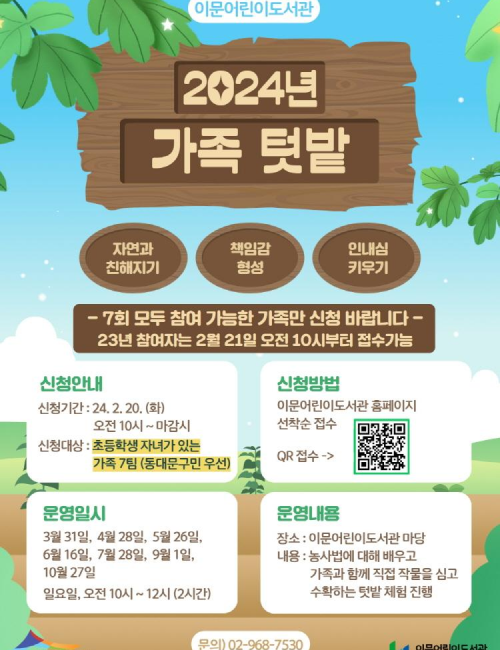 이문어린이도서관
2024년
가족 텃밭
자연과
친해지기
책임감
형성
인내심
키우기
– 7회 모두 참여 가능한 가족만 신청 바랍니다 –
23년 참여자는 2월 21일 오전 10시부터 접수가능
신청안내
신청기간 : 24. 2. 20. (화)
오전 10시 ~ 마감시
신청대상 : 초등학생 자녀가 있는
가족 7팀 (동대문구민 우선)
신청방법
이문어린이도서관 홈페이지
선착순 접수
QR 접수 ->
운영일시
3월 31일, 4월 28일, 5월 26일,
6월 16일, 7월 28일, 9월 1일,
10월 27일
일요일, 오전 10시 ~ 12시 (2시간)
운영내용
장소 : 이문어린이도서관 마당
내용 : 농사법에 대해 배우고
가족과 함께 직접 작물을 심고
수확하는 텃밭 체험 진행
문의) 02-968-7530
이문어린이도서관